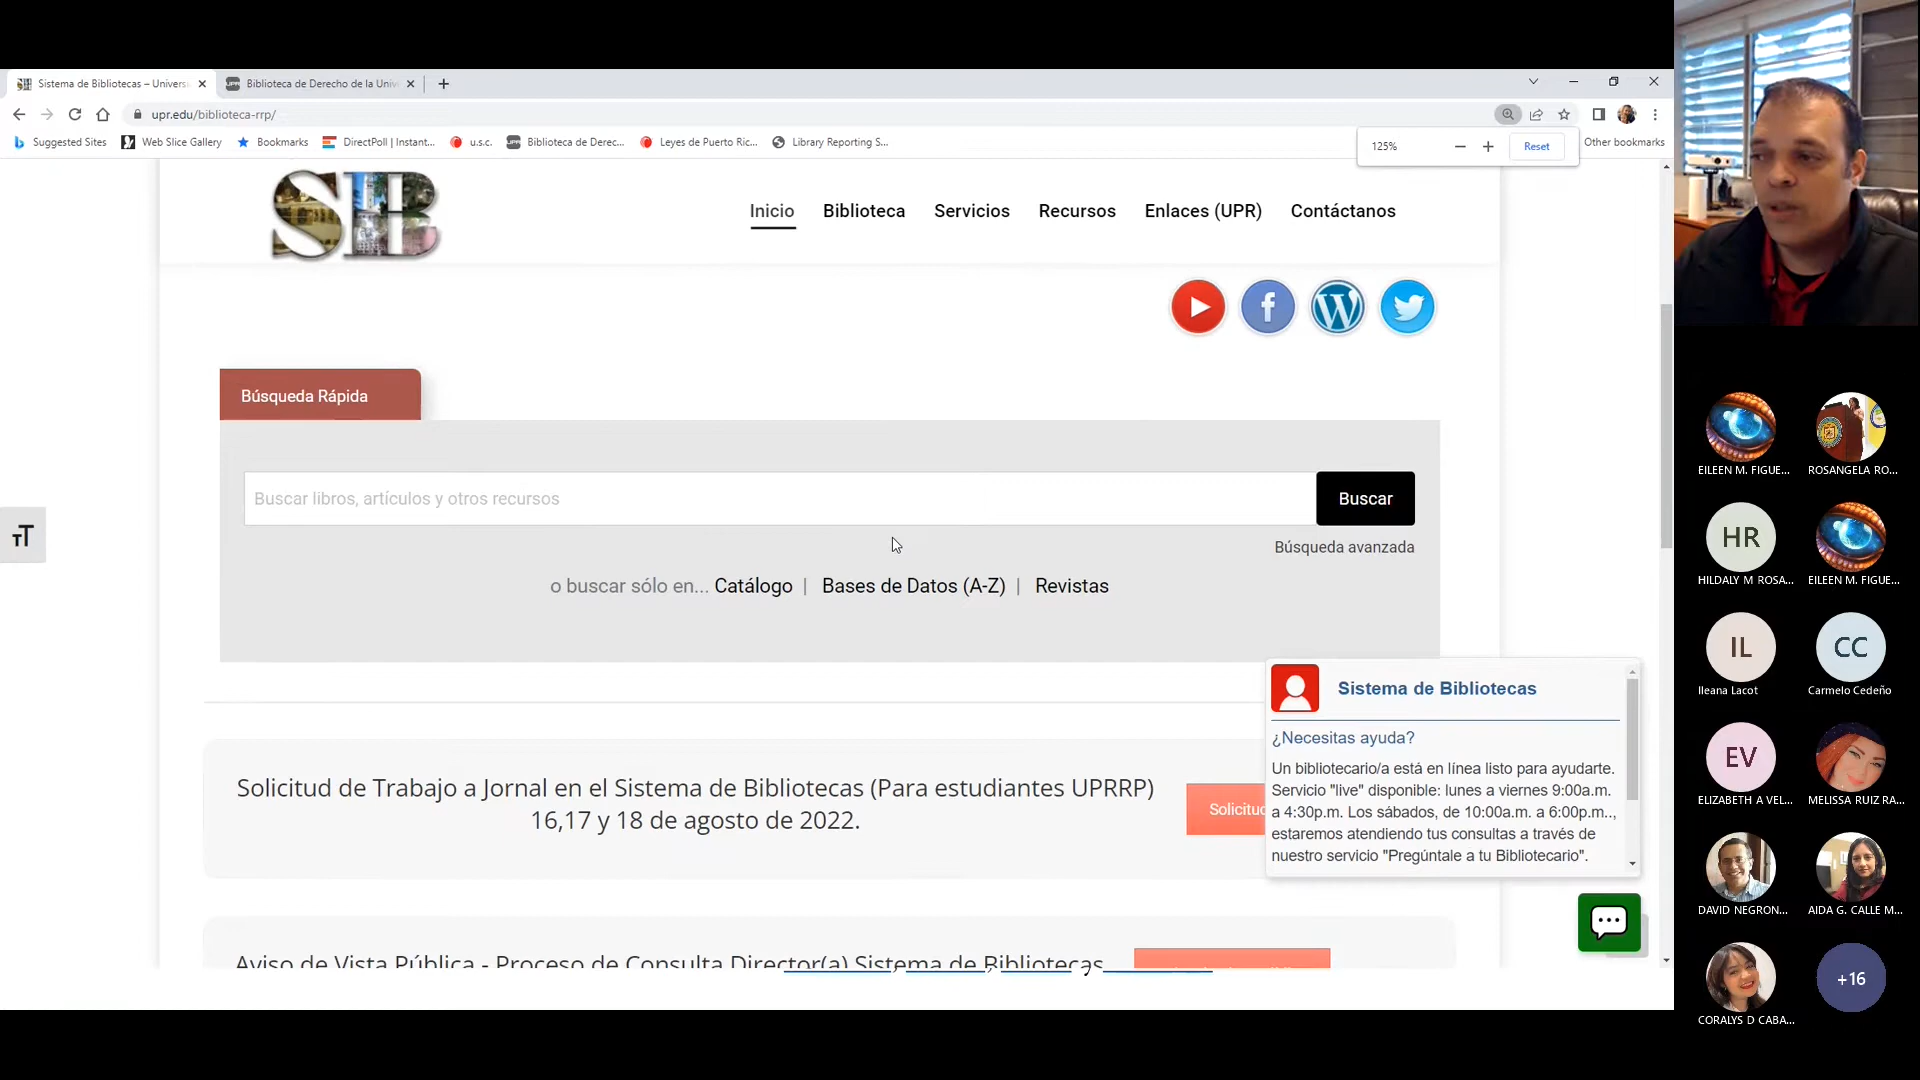 Sistema de Bibliotecas – Universi
Biblioteca de Derecho de la Unive
upr.edu/biblioteca-rrp/
Suggested Sites
Web Slice Gallery
Bookmarks
DirectPoll | Instant...
u.s.c.
Biblioteca de Derec...
Leyes de Puerto Ric...
Library Reporting S...
Other bookmarks
125%
Reset
SB
Inicio
Biblioteca
Servicios
Recursos
Enlaces (UPR)
Contáctanos
Búsqueda Rápida
Buscar libros, artículos y otros recursos
Buscar
Búsqueda avanzada
o buscar sólo en... Catálogo | Bases de Datos (A-Z) | Revistas
Solicitud de Trabajo a Jornal en el Sistema de Bibliotecas (Para estudiantes UPRRP)
16,17 y 18 de agosto de 2022.
Solicitud
Sistema de Bibliotecas
¿Necesitas ayuda?
Un bibliotecario/a está en línea listo para ayudarte.
Servicio "live" disponible: lunes a viernes 9:00a.m.
a 4:30p.m. Los sábados, de 10:00a.m. a 6:00p.m..,
estaremos atendiendo tus consultas a través de
nuestro servicio "Pregúntale a tu Bibliotecario".
Aviso de Vista Pública - Proceso de Consulta Director(a) Sistema de Bibliotecas
EILEEN M. FIGUE...
ROSANGELA RO...
HR
HILDALY M ROSA...
EILEEN M. FIGUE...
IL
Ileana Lacot
CC
Carmelo Cedeño
EV
ELIZABETH A VEL...
MELISSA RUIZ RA...
DAVID NEGRON...
AIDA G. CALLE M...
CORALYS D CABA...
+16